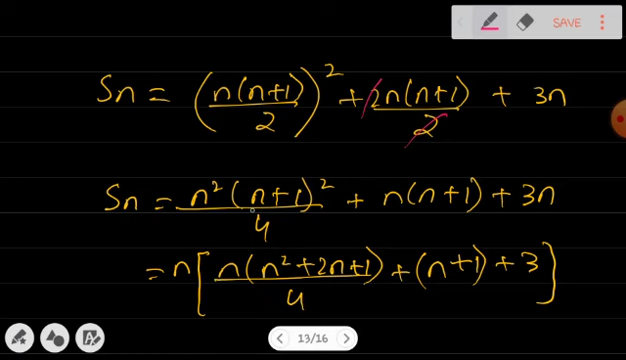 SAVE
Sn = (n(n+1)/2)² + 2n(n+1)/2 + 3n
Sn = n²(n+1)²/4 + n(n+1) + 3n
= n[n(n²+2n+1)/4 + (n+1) + 3]
13/16